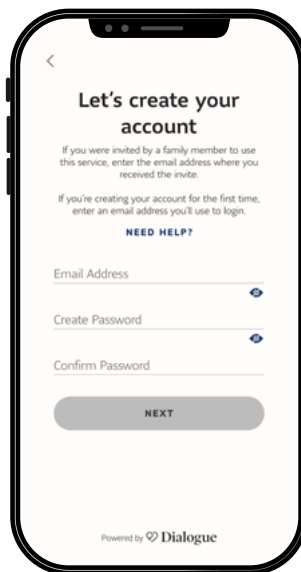 Let's create your
account
If you were invited by a family member to use
this service, enter the email address where you
received the invite.
If you're creating your account for the first time,
enter an email address you'll use to login.
NEED HELP?
Email Address
Create Password
Confirm Password
NEXT
Powered by Dialogue